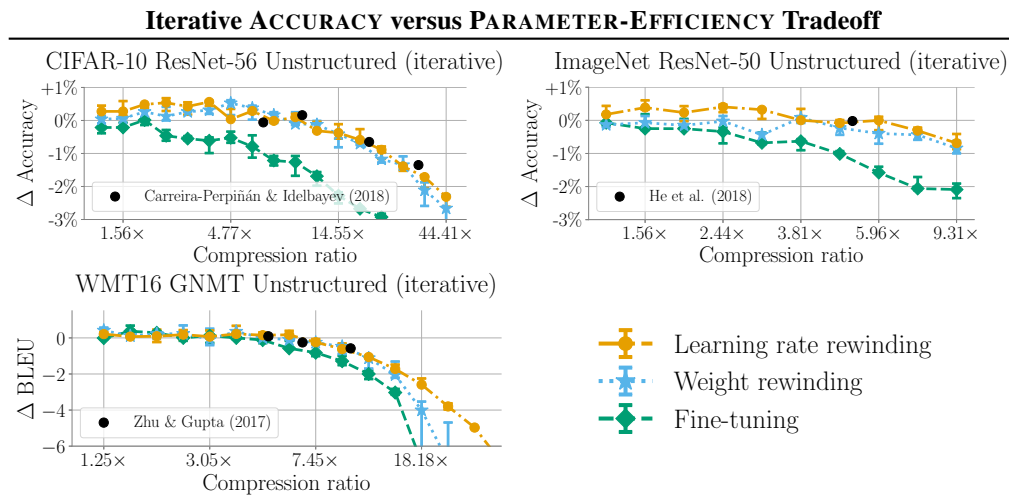 Iterative ACCURACY versus PARAMETER-EFFICIENCY Tradeoff
CIFAR-10 ResNet-56 Unstructured (iterative)
+1%
0%
-1%
-2%
-3%
Δ Accuracy
Carreira-Perpiñán & Idelbayev (2018)
1.56× 4.77× 14.55× 44.41×
Compression ratio
ImageNet ResNet-50 Unstructured (iterative)
+1%
0%
-1%
-2%
-3%
Δ Accuracy
He et al. (2018)
1.56× 2.44× 3.81× 5.96× 9.31×
Compression ratio
WMT16 GNMT Unstructured (iterative)
0
−2
−4
−6
Δ BLEU
Zhu & Gupta (2017)
1.25× 3.05× 7.45× 18.18×
Compression ratio
Learning rate rewinding
Weight rewinding
Fine-tuning